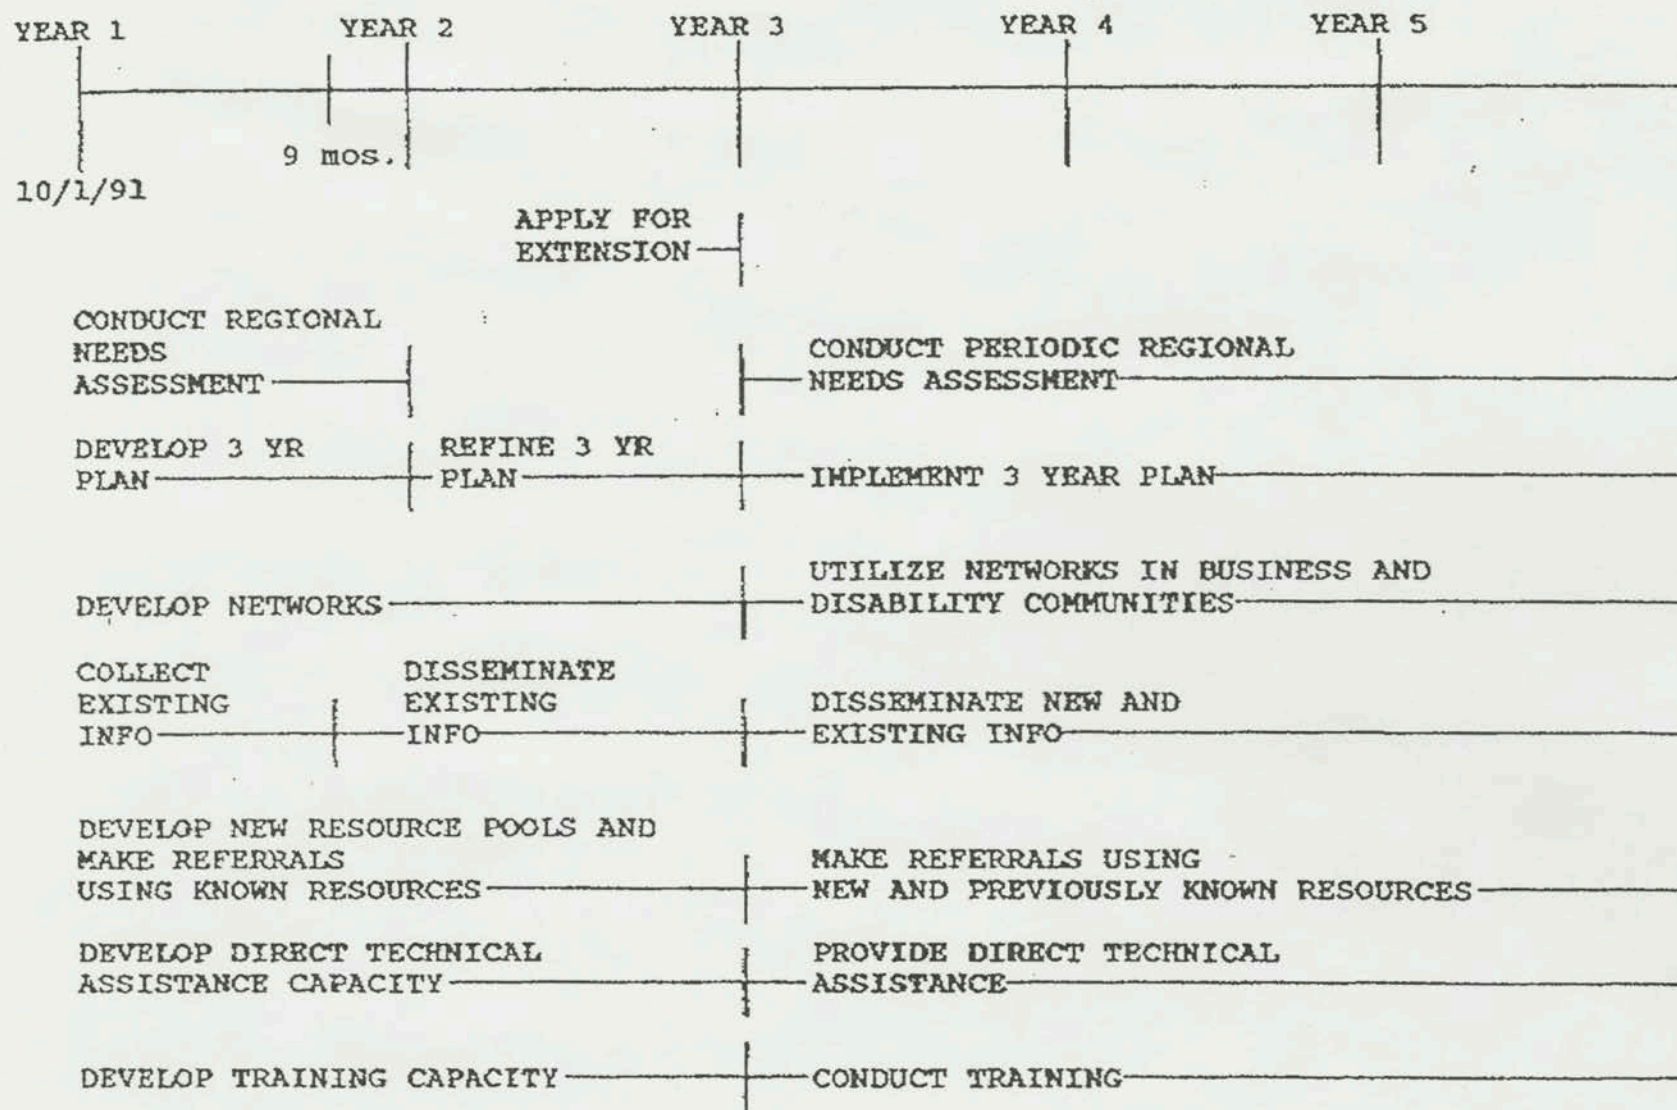 YEAR 1 YEAR 2 YEAR 3 YEAR 4 YEAR 5
9 mos.
10/1/91
APPLY FOR
EXTENSION
CONDUCT REGIONAL
NEEDS
ASSESSMENT
CONDUCT PERIODIC REGIONAL
NEEDS ASSESSMENT
DEVELOP 3 YR
PLAN
REFINE 3 YR
PLAN
IMPLEMENT 3 YEAR PLAN
DEVELOP NETWORKS
UTILIZE NETWORKS IN BUSINESS AND
DISABILITY COMMUNITIES
COLLECT
EXISTING
INFO
DISSEMINATE
EXISTING
INFO
DISSEMINATE NEW AND
EXISTING INFO
DEVELOP NEW RESOURCE POOLS AND
MAKE REFERRALS
USING KNOWN RESOURCES
MAKE REFERRALS USING
NEW AND PREVIOUSLY KNOWN RESOURCES
DEVELOP DIRECT TECHNICAL
ASSISTANCE CAPACITY
PROVIDE DIRECT TECHNICAL
ASSISTANCE
DEVELOP TRAINING CAPACITY
CONDUCT TRAINING